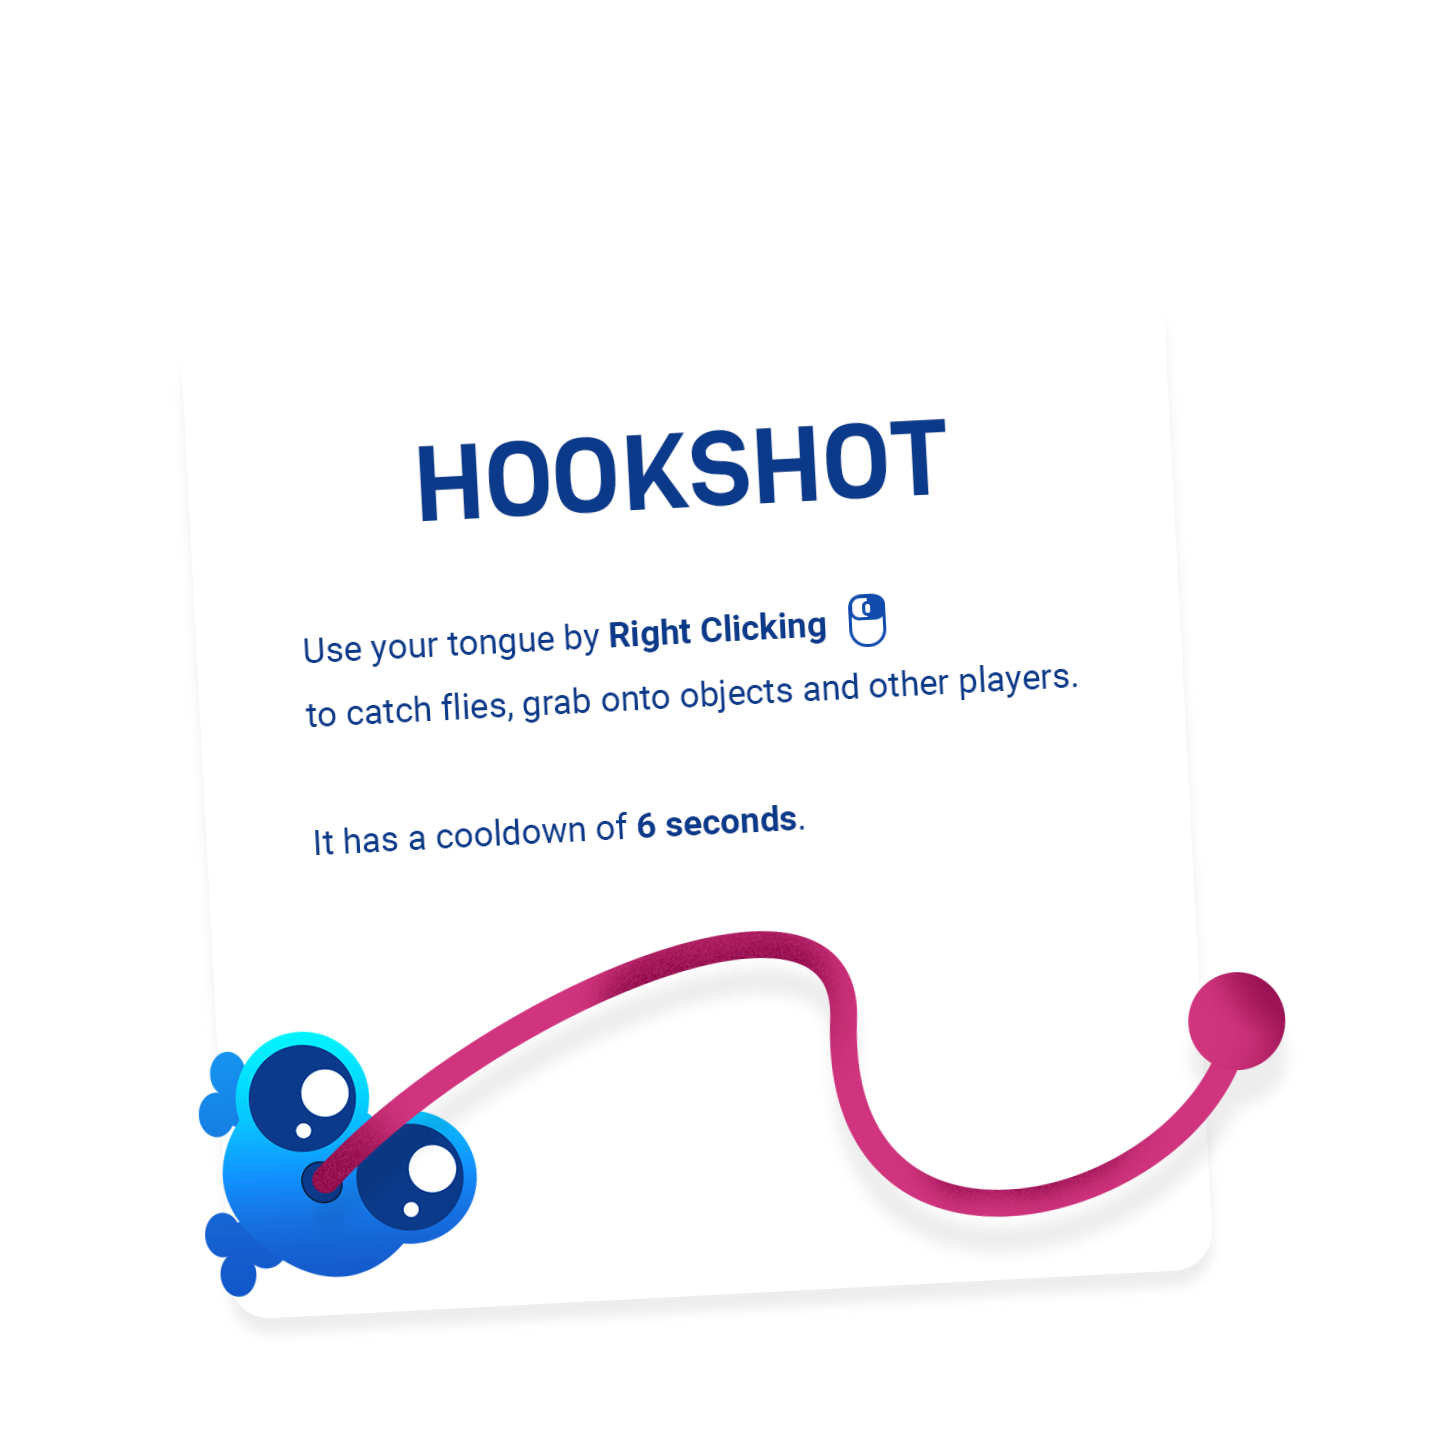 HOOKSHOT
Use your tongue by Right Clicking
to catch flies, grab onto objects and other players.
It has a cooldown of 6 seconds.